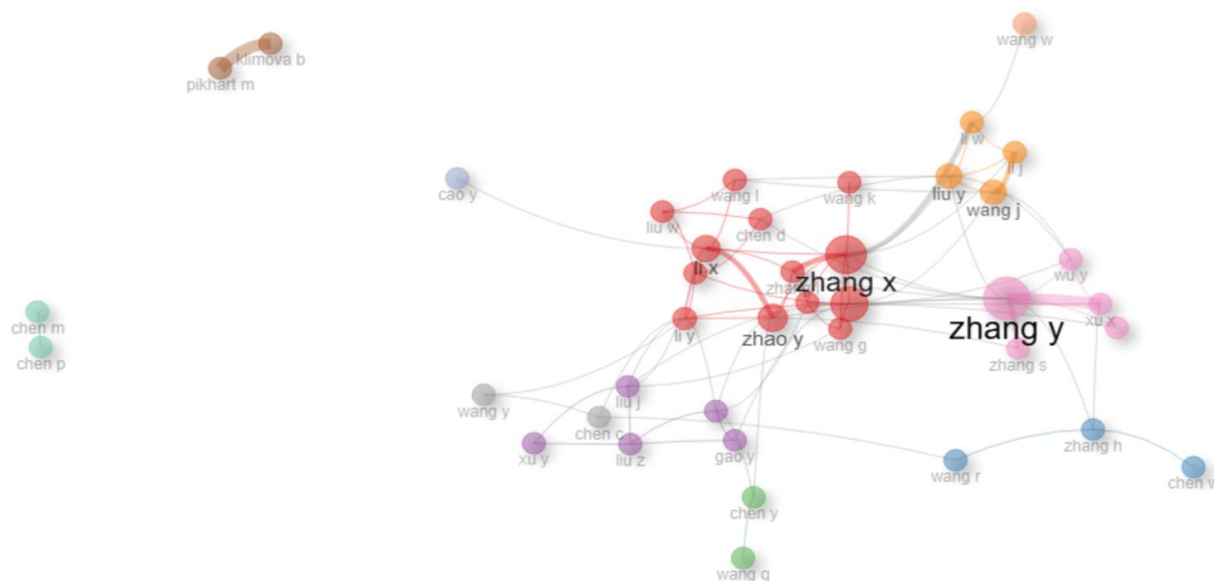 wang w
klimova b
pikhart m
li w
li j
cao y
wang l
wang k
liu y
wang j
liu w
chen d
li x
wu y
zhang x
chen m
xu x
li y
zhao y
wang g
zhang y
chen p
zhang s
liu j
wang y
chen c
zhang h
xu y
liu z
gao y
wang r
chen w
chen y
wang q